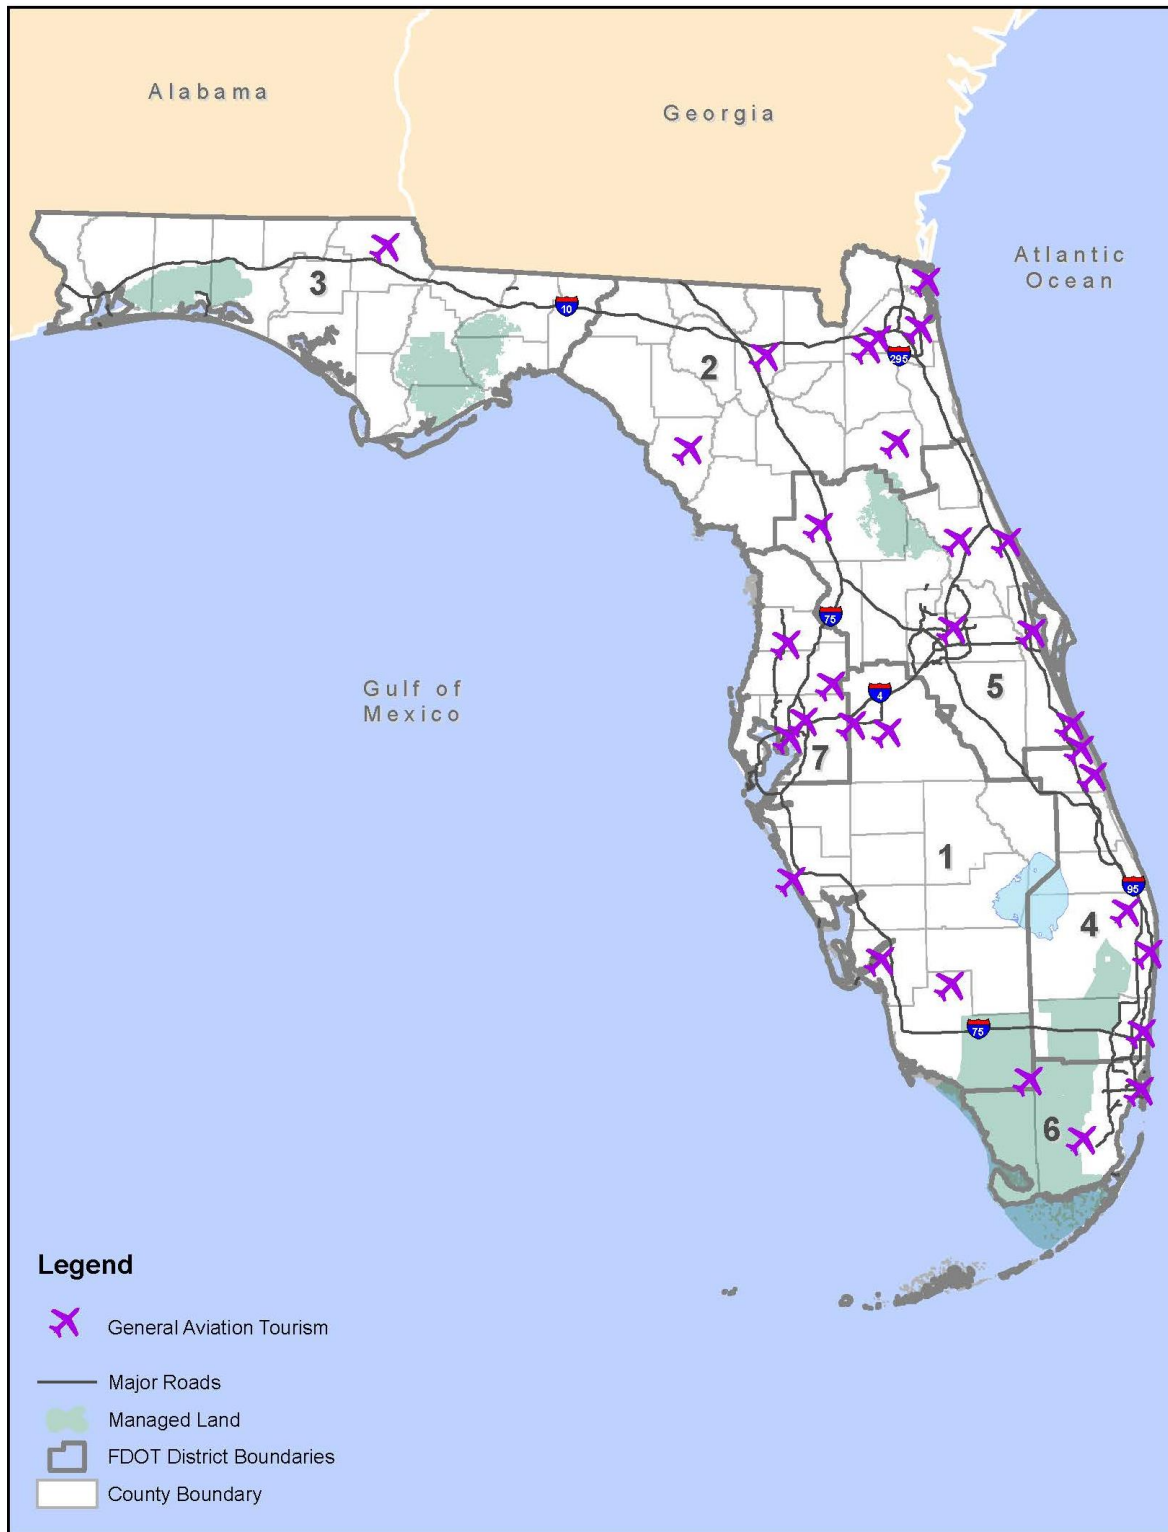 Alabama
Georgia
Atlantic
Ocean
3
10
2
295
75
Gulf of
Mexico
4
5
7
1
95
4
75
6
Legend
General Aviation Tourism
Major Roads
Managed Land
FDOT District Boundaries
County Boundary